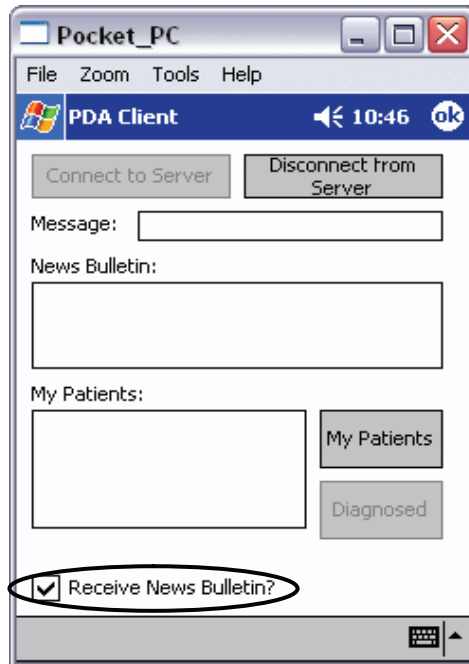 Pocket_PC
File Zoom Tools Help
PDA Client 10:46 ok
Connect to Server
Disconnect from
Server
Message:
News Bulletin:
My Patients:
My Patients
Diagnosed
Receive News Bulletin?